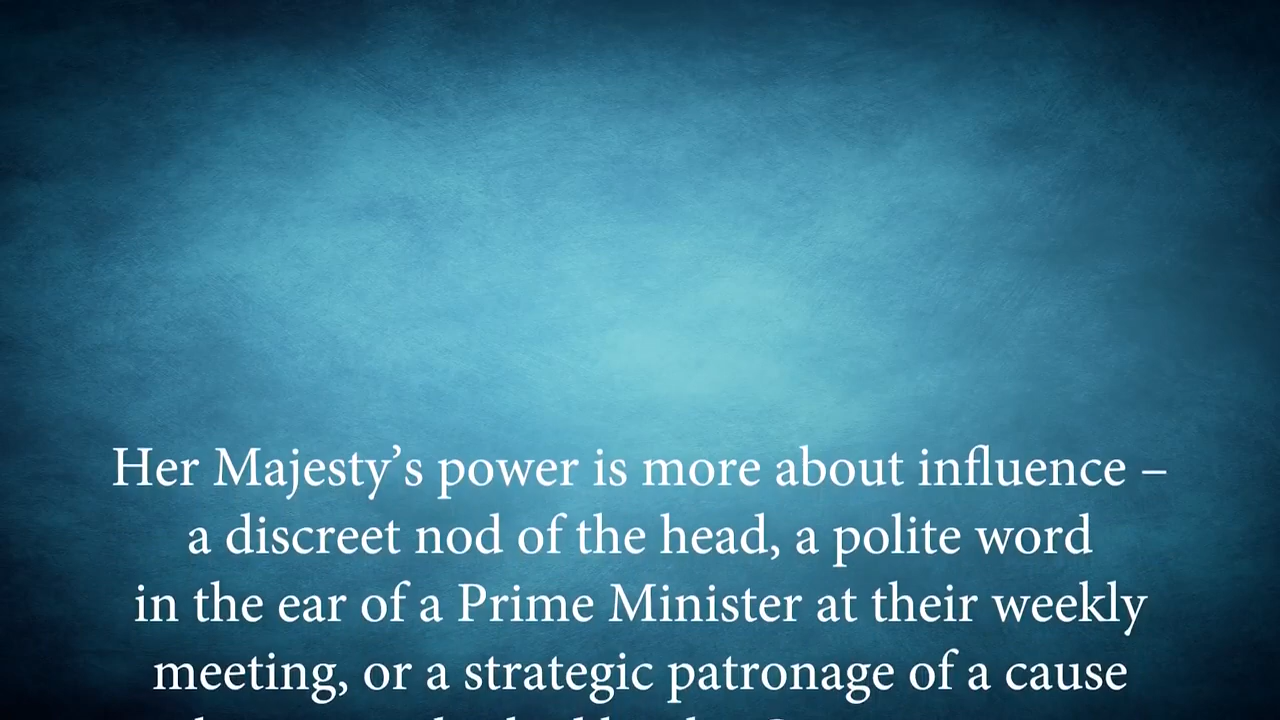 Her Majesty’s power is more about influence –
a discreet nod of the head, a polite word
in the ear of a Prime Minister at their weekly
meeting, or a strategic patronage of a cause